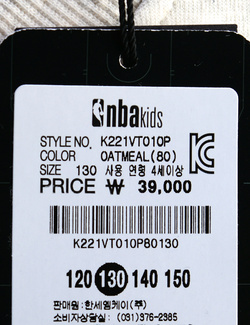 nbakids
STYLE NO. K221VT010P
COLOR OATMEAL(80)
SIZE 130 사용 연령 4세이상
PRICE ₩ 39,000
K221VT010P80130
120 130 140 150
판매원:한세엠케이(주)
소비자상담실: (031)376-2385